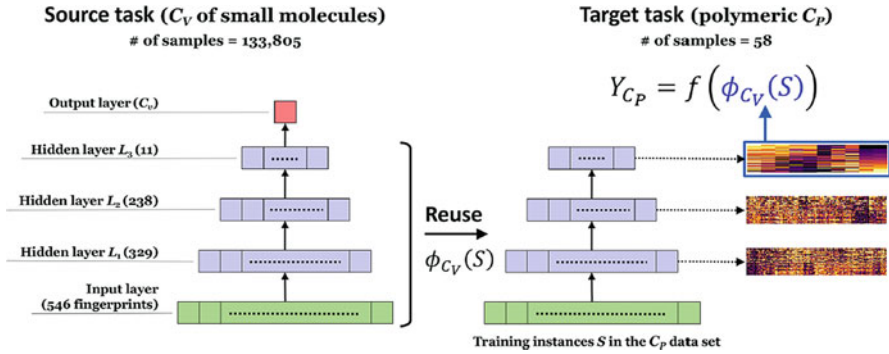 Source task (C_V of small molecules)
# of samples = 133,805
Output layer (C_v)
Hidden layer L_3 (11)
Hidden layer L_2 (238)
Hidden layer L_1 (329)
Input layer
(546 fingerprints)
Reuse
ϕ_{C_V}(S)
Target task (polymeric C_P)
# of samples = 58
Y_{C_P} = f(ϕ_{C_V}(S))
Training instances S in the C_P data set